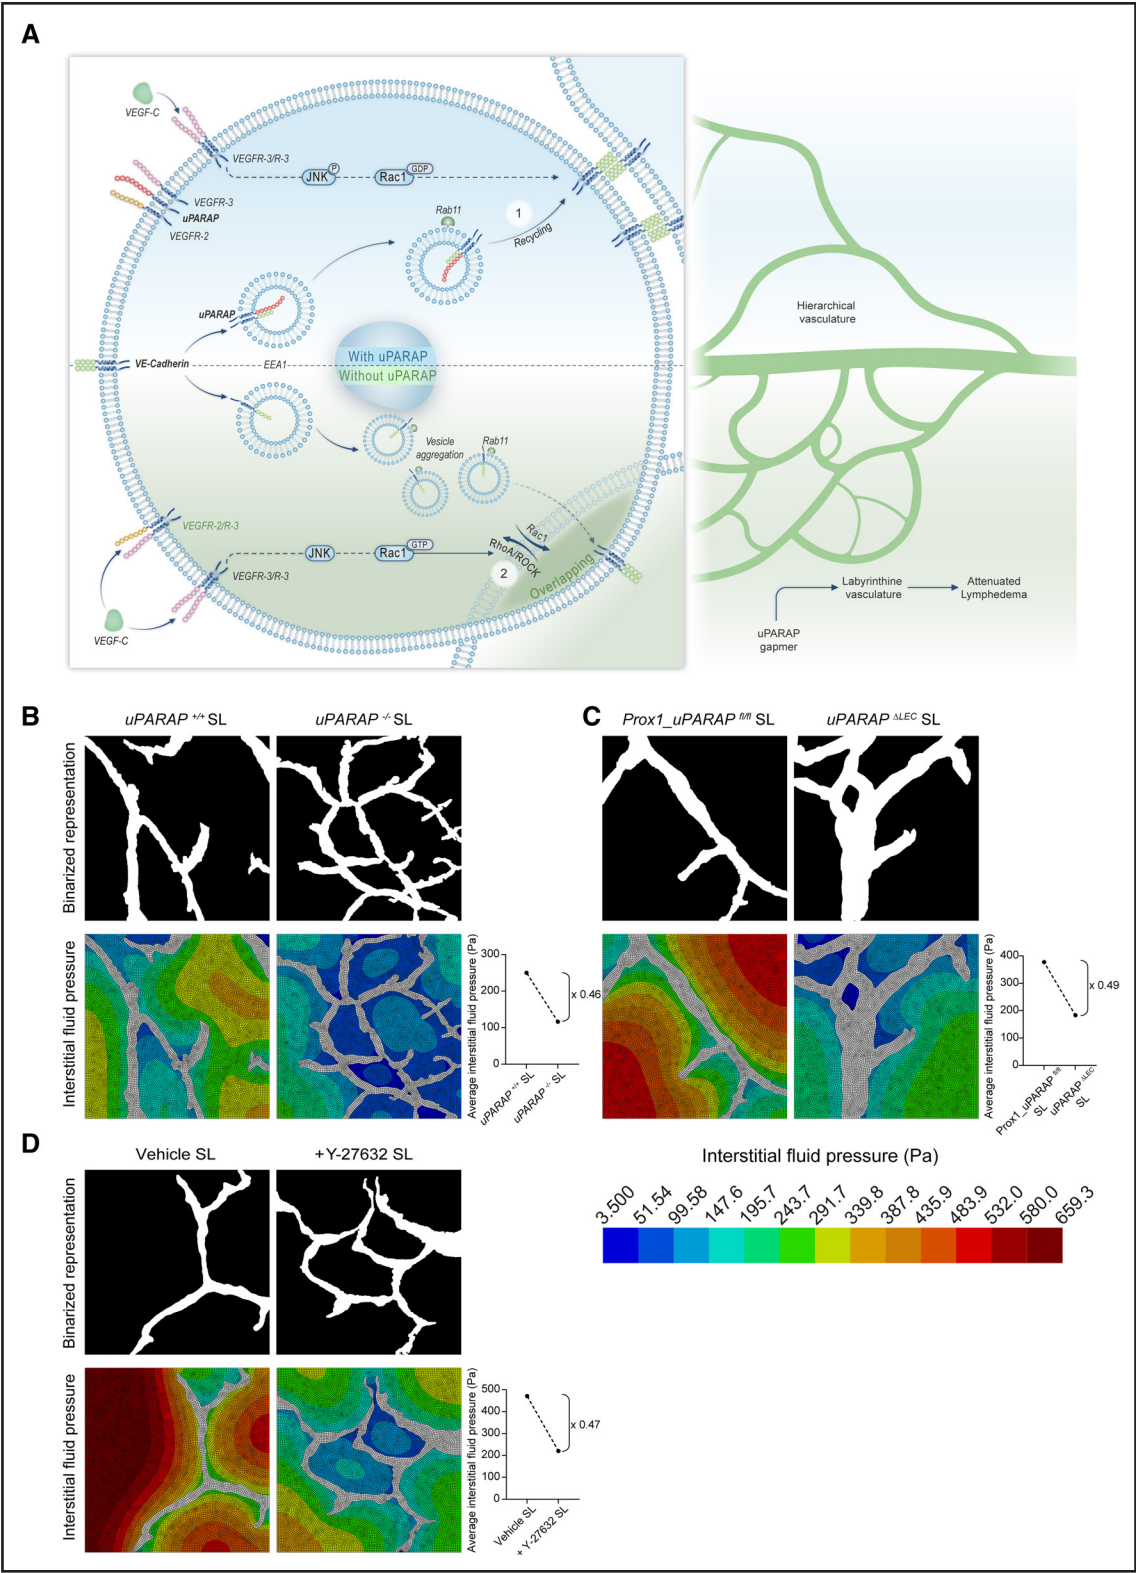 A
VEGF-C
VEGFR-3/R-3
JNK
P
Rac1
GDP
VEGFR-3
uPARAP
VEGFR-2
Rab11
1
Recycling
uPARAP
Hierarchical
vasculature
VE-Cadherin
EEA1
With uPARAP
Without uPARAP
Vesicle
aggregation
Rab11
VEGFR-2/R-3
Rac1
RhoA/ROCK
JNK
Rac1
GTP
2
Overlapping
VEGFR-3/R-3
VEGF-C
Labyrinthine
vasculature
Attenuated
Lymphedema
uPARAP
gapmer
B
uPARAP +/+ SL
uPARAP -/- SL
C
Prox1_uPARAP fl/fl SL
uPARAP ΔLEC SL
Binarized representation
Interstitial fluid pressure
Average interstitial fluid pressure (Pa)
300
200
100
0
x 0.46
uPARAP +/+ SL
uPARAP -/- SL
Average interstitial fluid pressure (Pa)
400
300
200
100
0
x 0.49
Prox1_uPARAP fl/fl
SL
uPARAP ΔLEC
SL
D
Vehicle SL
+Y-27632 SL
Binarized representation
Interstitial fluid pressure
Average interstitial fluid pressure (Pa)
500
400
300
200
100
0
x 0.47
Vehicle SL
+Y-27632 SL
Interstitial fluid pressure (Pa)
3.500
51.54
99.58
147.6
195.7
243.7
291.7
339.8
387.8
435.9
483.9
532.0
580.0
659.3